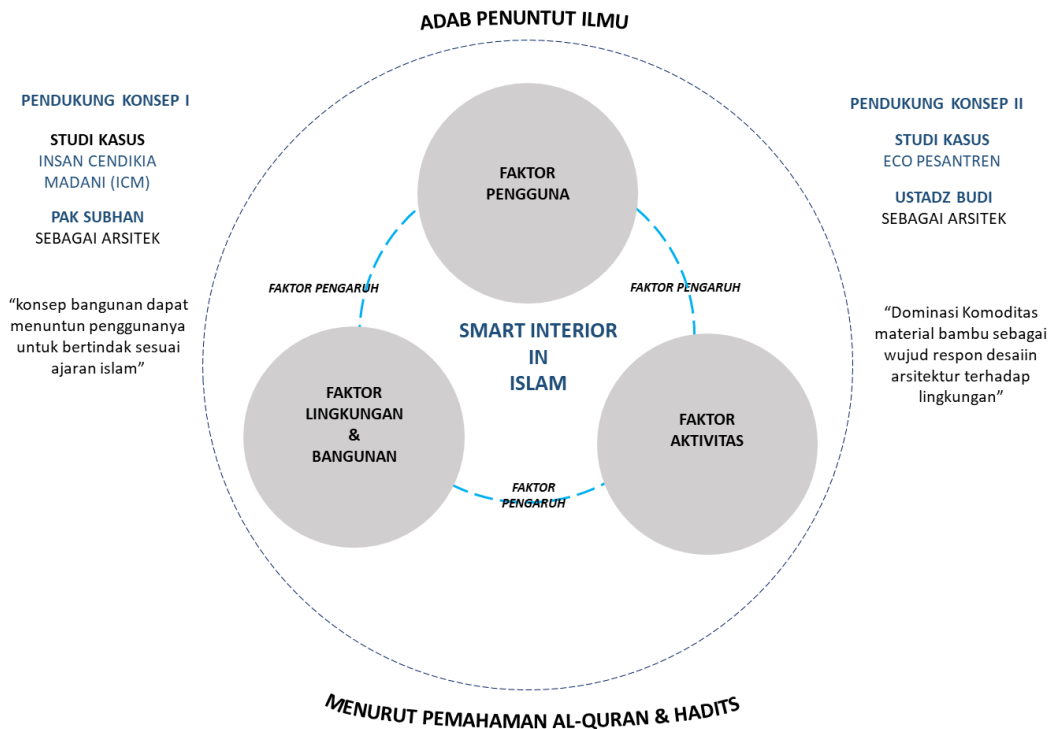 ADAB PENUNTUT ILMU
PENDUKUNG KONSEP I
STUDI KASUS
INSAN CENDIKIA
MADANI (ICM)
PAK SUBHAN
SEBAGAI ARSITEK
“konsep bangunan dapat
menuntun penggunanya
untuk bertindak sesuai
ajaran islam”
FAKTOR
PENGGUNA
FAKTOR PENGARUH
FAKTOR PENGARUH
SMART INTERIOR
IN
ISLAM
FAKTOR
LINGKUNGAN
&
BANGUNAN
FAKTOR
AKTIVITAS
FAKTOR
PENGARUH
PENDUKUNG KONSEP II
STUDI KASUS
ECO PESANTREN
USTADZ BUDI
SEBAGAI ARSITEK
“Dominasi Komoditas
material bambu sebagai
wujud respon desaiin
arsitektur terhadap
lingkungan”
MENURUT PEMAHAMAN AL-QURAN & HADITS